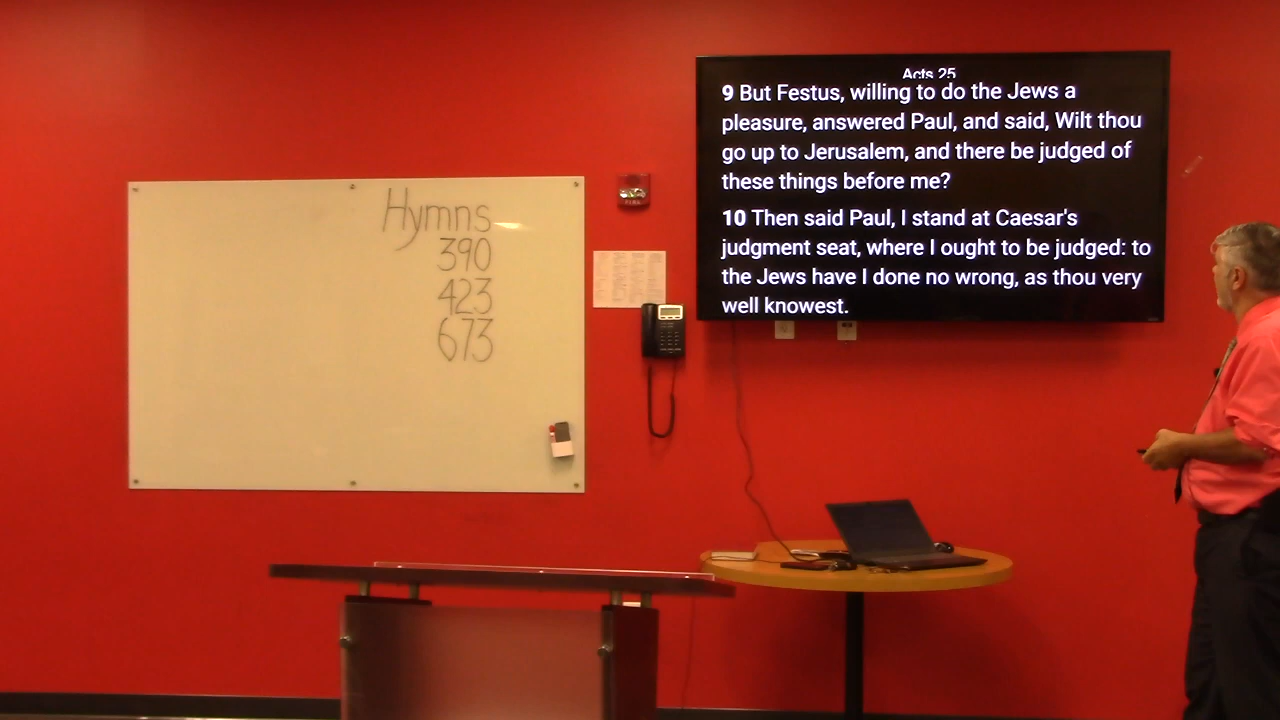 Hymns
390
423
673
FIRE
Acts 25
9 But Festus, willing to do the Jews a
pleasure, answered Paul, and said, Wilt thou
go up to Jerusalem, and there be judged of
these things before me?
10 Then said Paul, I stand at Caesar's
judgment seat, where I ought to be judged: to
the Jews have I done no wrong, as thou very
well knowest.